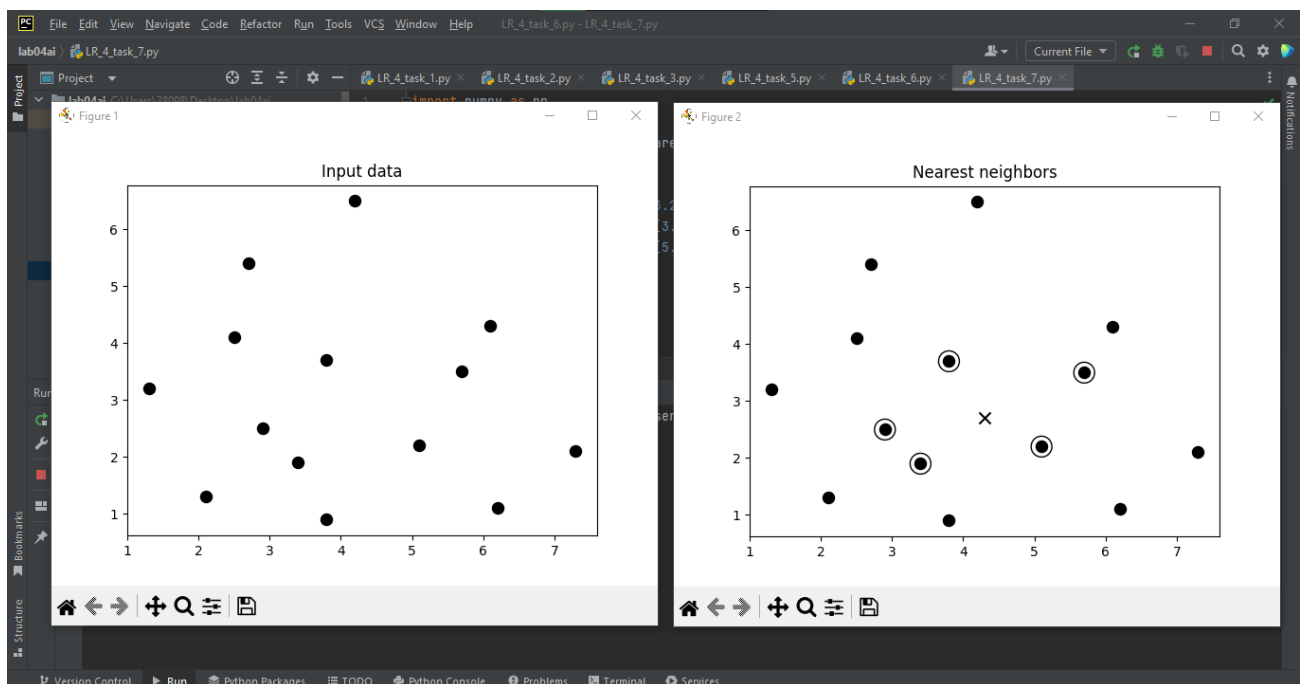 PC File Edit View Navigate Code Refactor Run Tools VCS Window Help LR_4_task_6.py - LR_4_task_7.py
lab04ai LR_4_task_7.py Current File
Project LR_4_task_1.py LR_4_task_2.py LR_4_task_3.py LR_4_task_5.py LR_4_task_6.py LR_4_task_7.py
Project
Notifications
Figure 1
Input data
6
5
4
3
2
1
1 2 3 4 5 6 7
Figure 2
Nearest neighbors
6
5
4
3
2
1
1 2 3 4 5 6 7
Run
Bookmarks
Structure
Version Control Run Python Packages TODO Python Console Problems Terminal Services